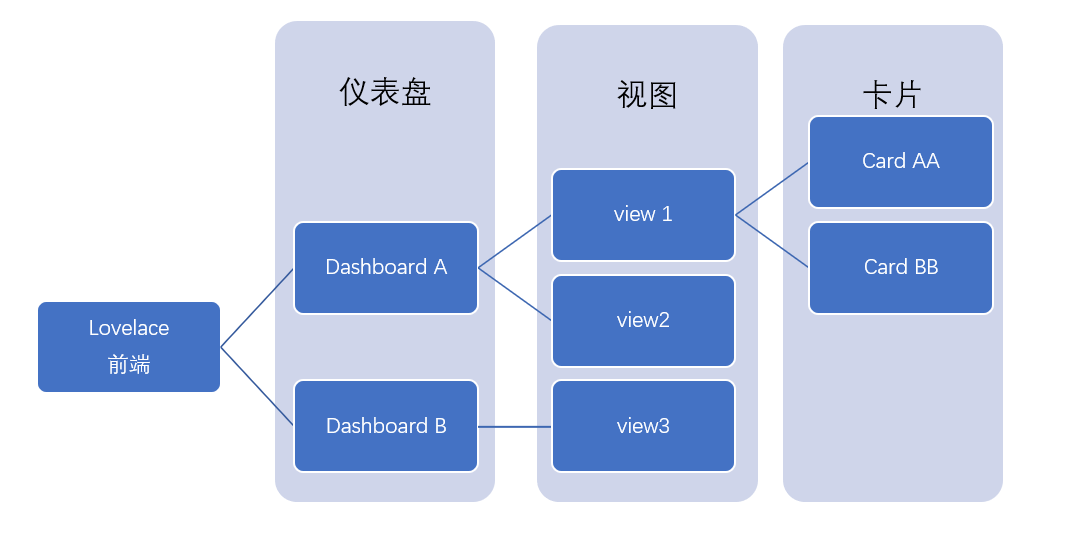 仪表盘
视图
卡片
Card AA
view 1
Dashboard A
Card BB
Lovelace
前端
view2
Dashboard B
view3